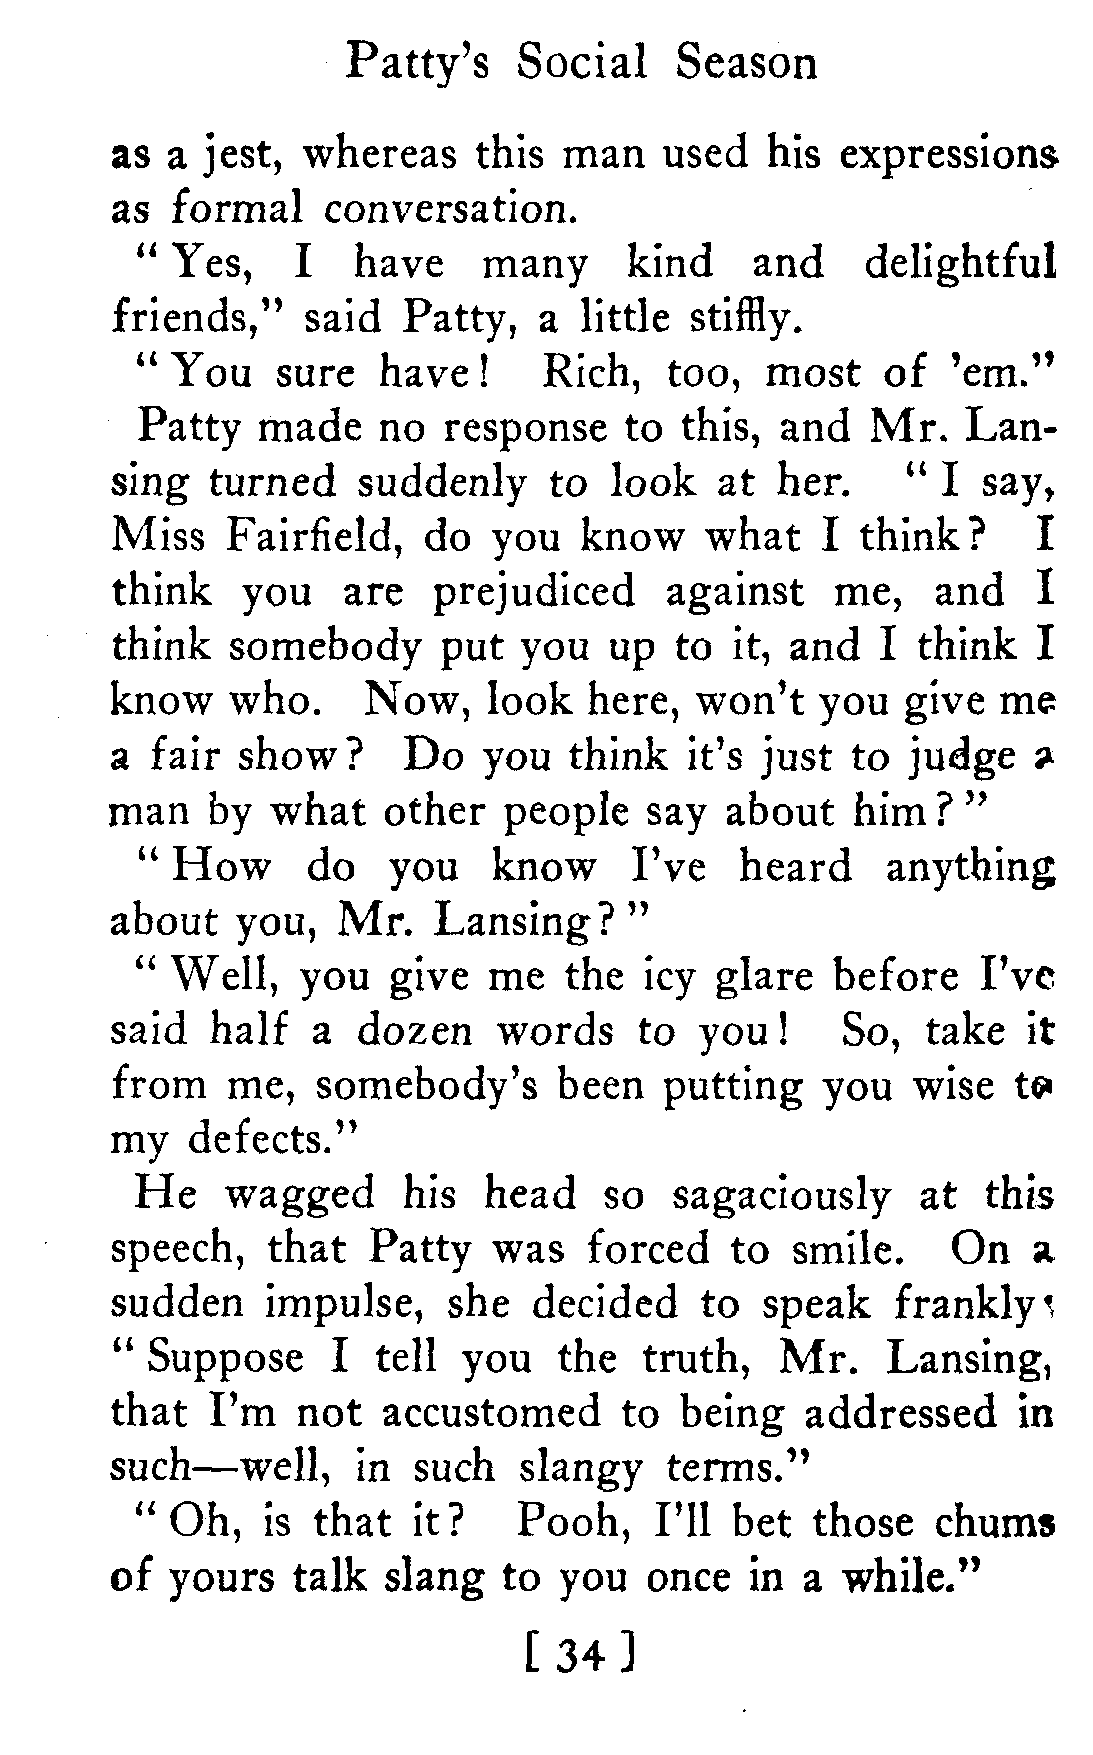 Patty's Social Season
as a jest, whereas this man used his expressions
as formal conversation.
"Yes, I have many kind and delightful
friends," said Patty, a little stiffly.
"You sure have! Rich, too, most of 'em."
Patty made no response to this, and Mr. Lan-
sing turned suddenly to look at her. "I say,
Miss Fairfield, do you know what I think? I
think you are prejudiced against me, and I
think somebody put you up to it, and I think I
know who. Now, look here, won't you give me
a fair show? Do you think it's just to judge a
man by what other people say about him?"
"How do you know I've heard anything
about you, Mr. Lansing?"
"Well, you give me the icy glare before I've
said half a dozen words to you! So, take it
from me, somebody's been putting you wise to
my defects."
He wagged his head so sagaciously at this
speech, that Patty was forced to smile. On a
sudden impulse, she decided to speak frankly.
"Suppose I tell you the truth, Mr. Lansing,
that I'm not accustomed to being addressed in
such—well, in such slangy terms."
"Oh, is that it? Pooh, I'll bet those chums
of yours talk slang to you once in a while."
[34]